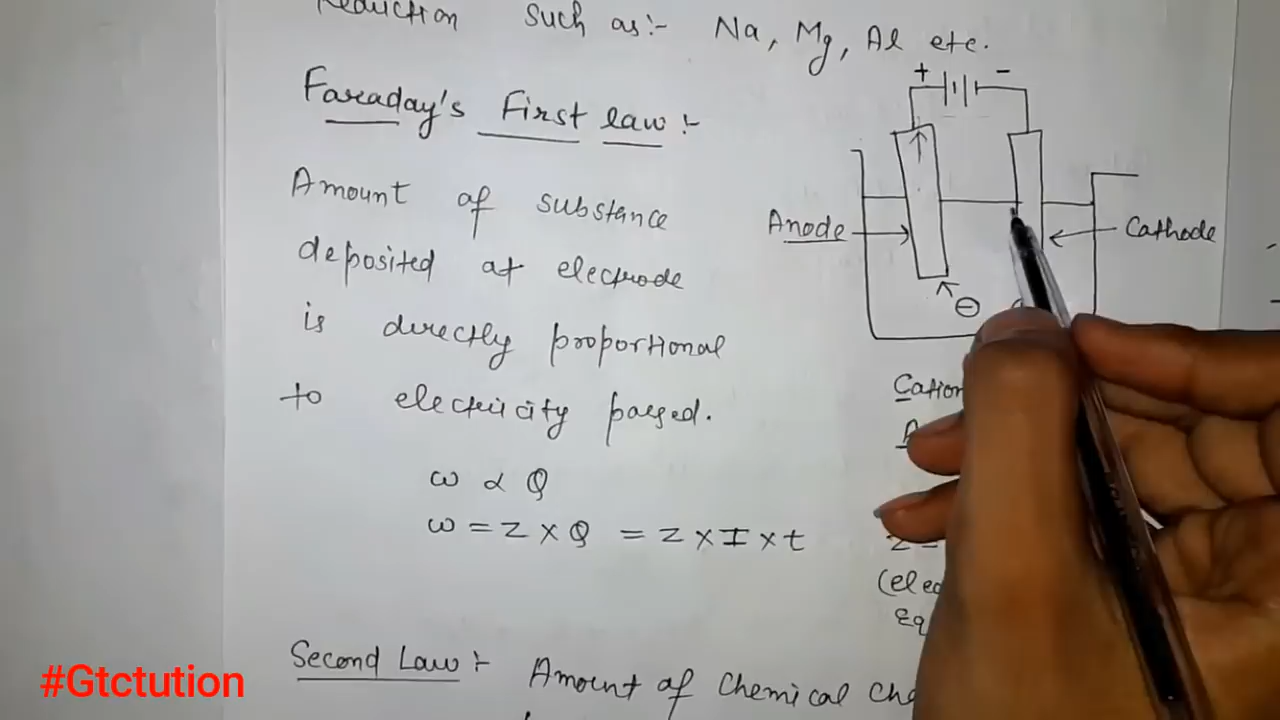 Reduction such as:- Na, Mg, Al etc.
Faraday's First law :-
Amount of substance
deposited at electrode
is directly proportional
to electricity passed.
w ∝ Q
w = Z × Q = Z × I × t
+ -
Anode
Cathode
⊖
Cation
Z =
Second Law :- Amount of Chemical
#Gtctution